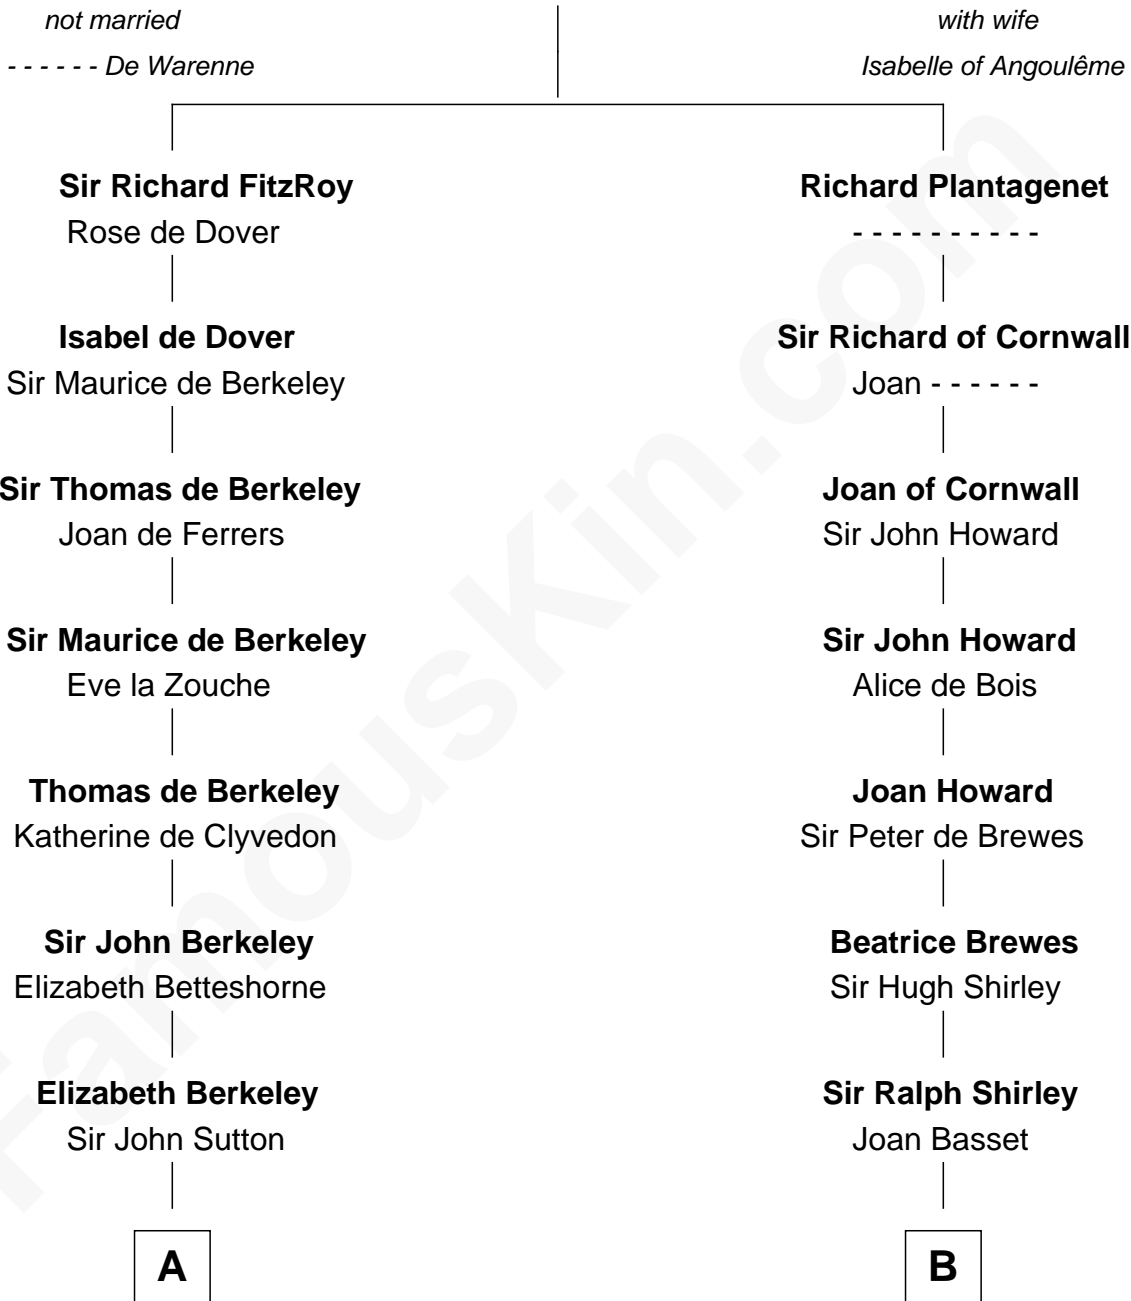 not married
with wife
- - - - - - De Warenne
Isabelle of Angoulême
Sir Richard FitzRoy
Rose de Dover
Richard Plantagenet
- - - - - - - - - -
Isabel de Dover
Sir Maurice de Berkeley
Sir Richard of Cornwall
Joan - - - - - -
Sir Thomas de Berkeley
Joan de Ferrers
Joan of Cornwall
Sir John Howard
Sir Maurice de Berkeley
Eve la Zouche
Sir John Howard
Alice de Bois
Thomas de Berkeley
Katherine de Clyvedon
Joan Howard
Sir Peter de Brewes
Sir John Berkeley
Elizabeth Betteshorne
Beatrice Brewes
Sir Hugh Shirley
Elizabeth Berkeley
Sir John Sutton
Sir Ralph Shirley
Joan Basset
A
B
FamousKin.com